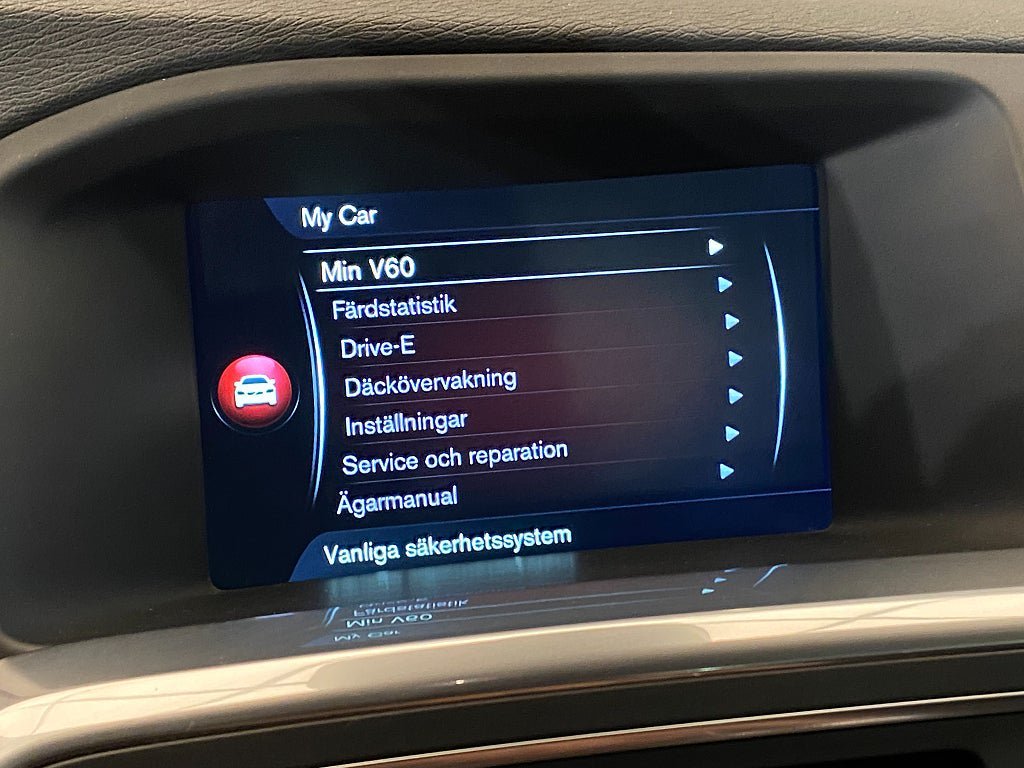 My Car
Min V60
Färdstatistik
Drive-E
Däckövervakning
Inställningar
Service och reparation
Ägarmanual
Vanliga säkerhetssystem